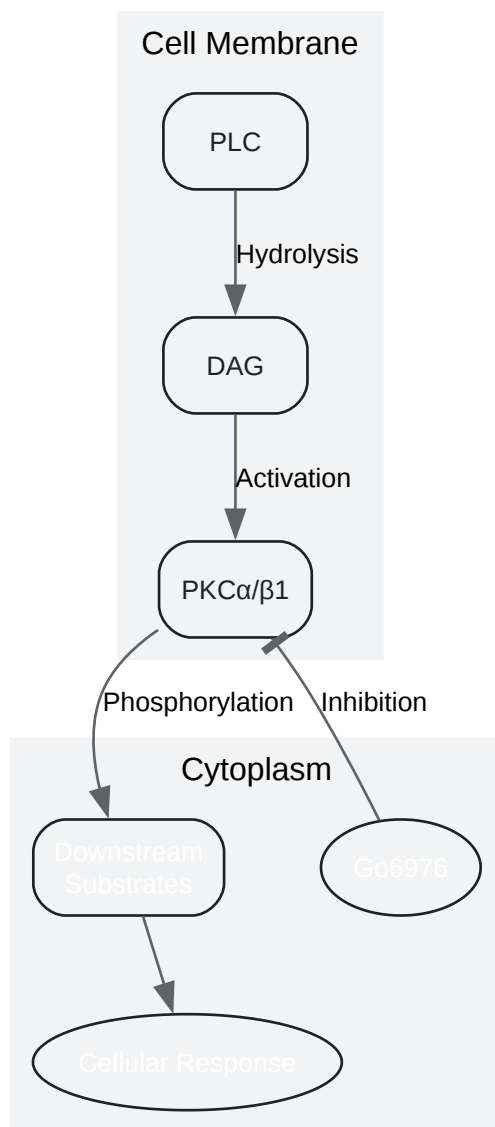 Cell Membrane
PLC
Hydrolysis
DAG
Activation
PKCα/β1
Phosphorylation
Inhibition
Cytoplasm
Downstream
Substrates
Go6976
Cellular Response